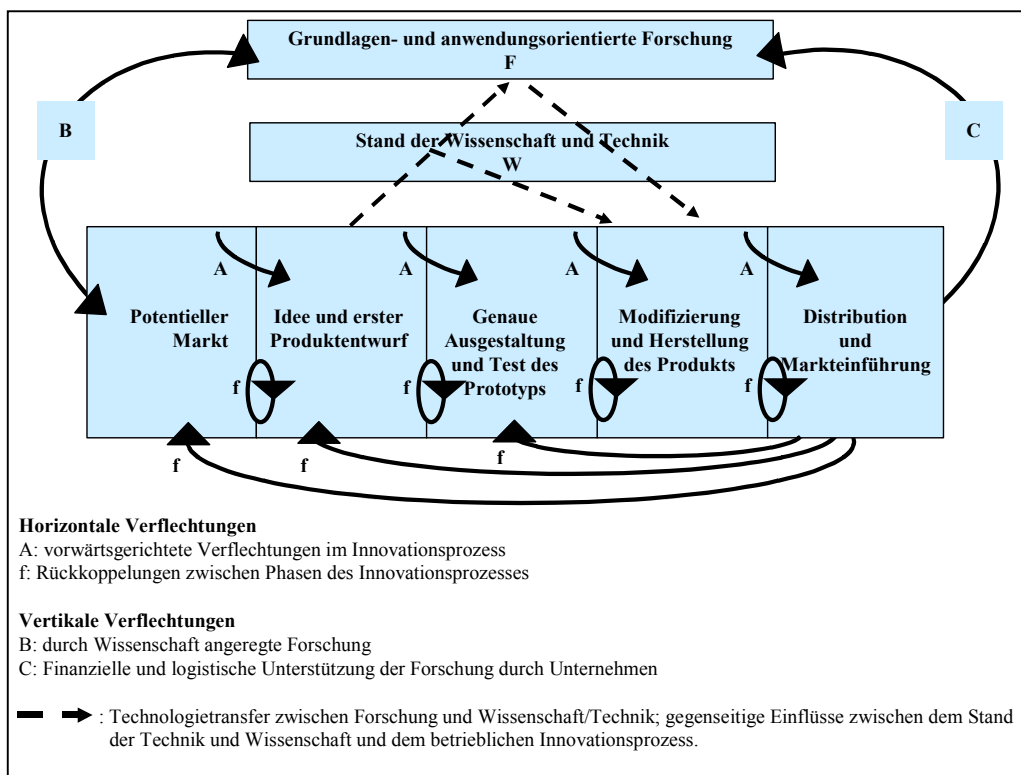 Grundlagen- und anwendungsorientierte Forschung
F
B
C
Stand der Wissenschaft und Technik
W
A
A
A
A
Potentieller
Markt
Idee und erster
Produktentwurf
Genaue
Ausgestaltung
und Test des
Prototyps
Modifizierung
und Herstellung
des Produkts
Distribution
und
Markteinführung
f
f
f
f
f
f
f
Horizontale Verflechtungen
A: vorwärtsgerichtete Verflechtungen im Innovationsprozess
f: Rückkoppelungen zwischen Phasen des Innovationsprozesses
Vertikale Verflechtungen
B: durch Wissenschaft angeregte Forschung
C: Finanzielle und logistische Unterstützung der Forschung durch Unternehmen
: Technologietransfer zwischen Forschung und Wissenschaft/Technik; gegenseitige Einflüsse zwischen dem Stand
der Technik und Wissenschaft und dem betrieblichen Innovationsprozess.